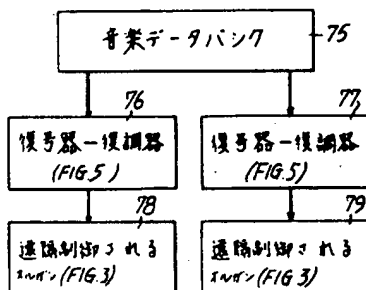 音楽データバンク
75
76
77
復号器-復調器
(FIG.5)
復号器-復調器
(FIG.5)
78
79
遠隔制御される
オルガン(FIG.3)
遠隔制御される
オルガン(FIG.3)